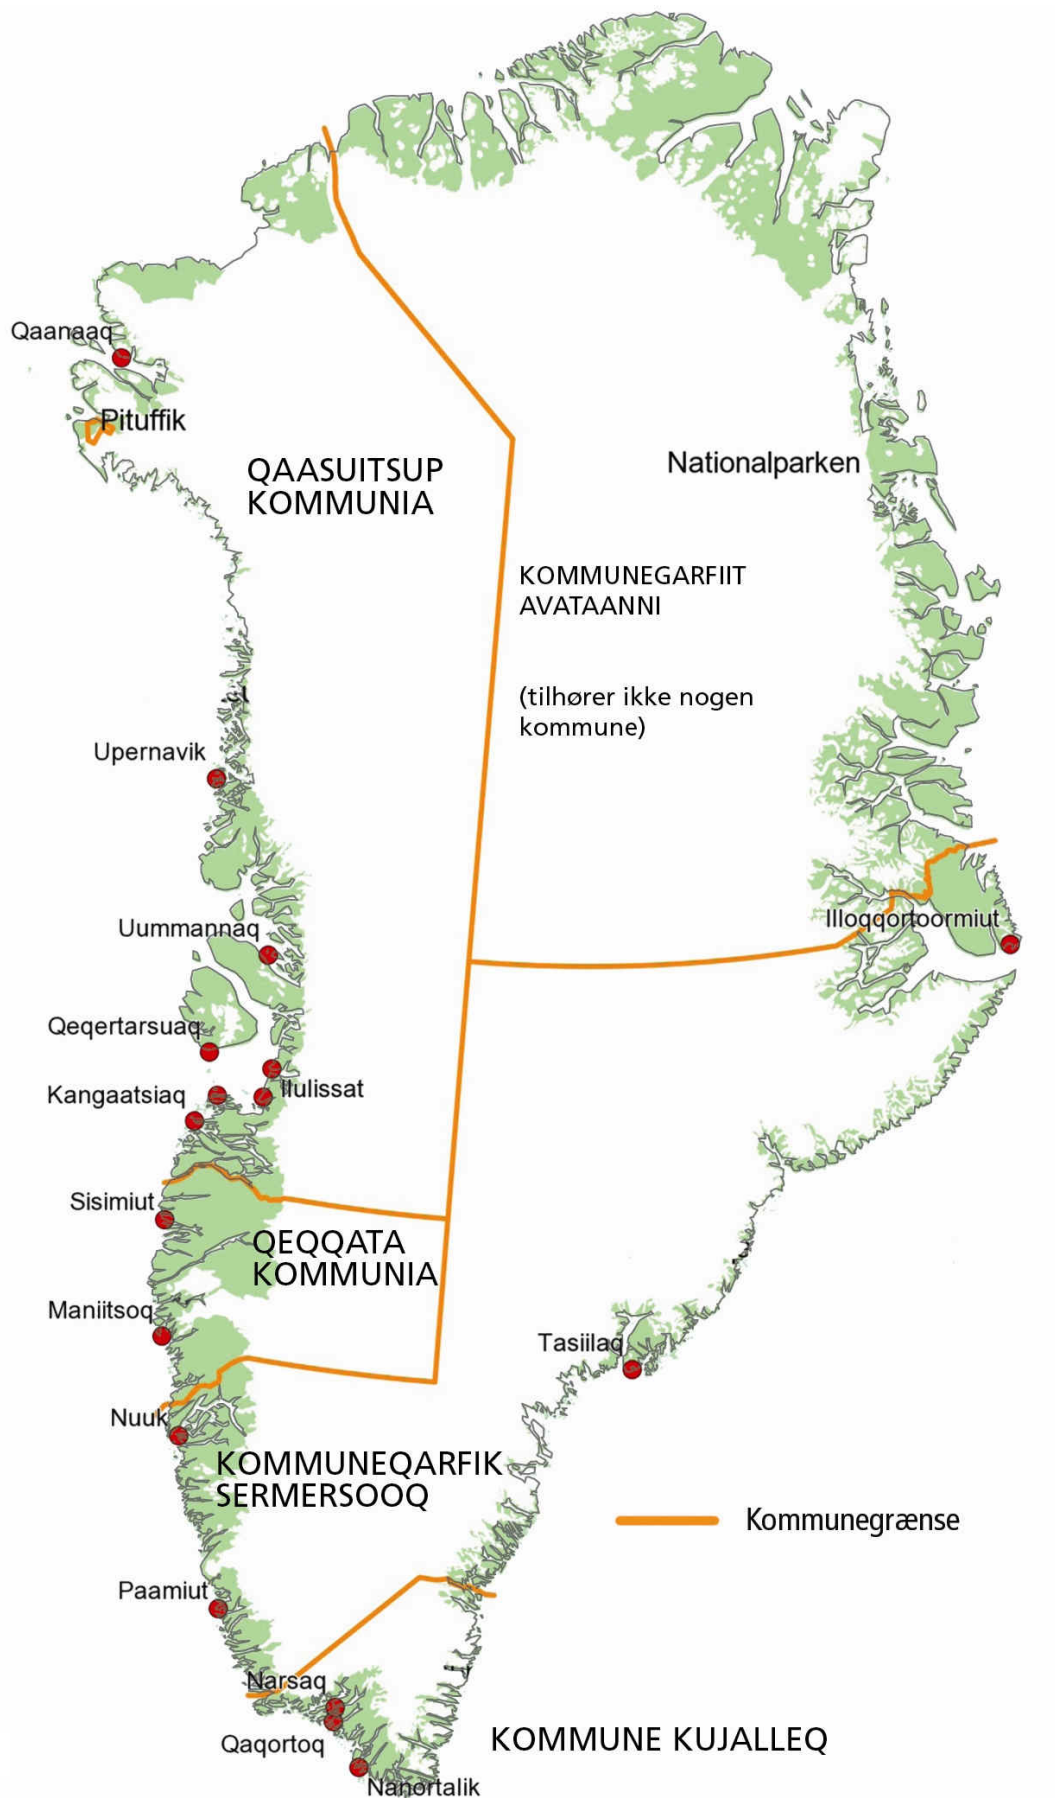 Qaanaaq
Pituffik
QAASUITSUP
KOMMUNIA
Nationalparken
KOMMUNEGARFIIT
AVATAANNI
(tilhører ikke nogen
kommune)
Upernavik
Uummannaq
Illoqqortoormiut
Qeqertarsuaq
Kangaatsiaq
Ilulissat
Sisimiut
QEQQATA
KOMMUNIA
Maniitsoq
Tasiilaq
Nuuk
KOMMUNEQARFIK
SERMERSOOQ
Kommunegrænse
Paamiut
Narsaq
Qaqortoq
KOMMUNE KUJALLEQ
Nanortalik